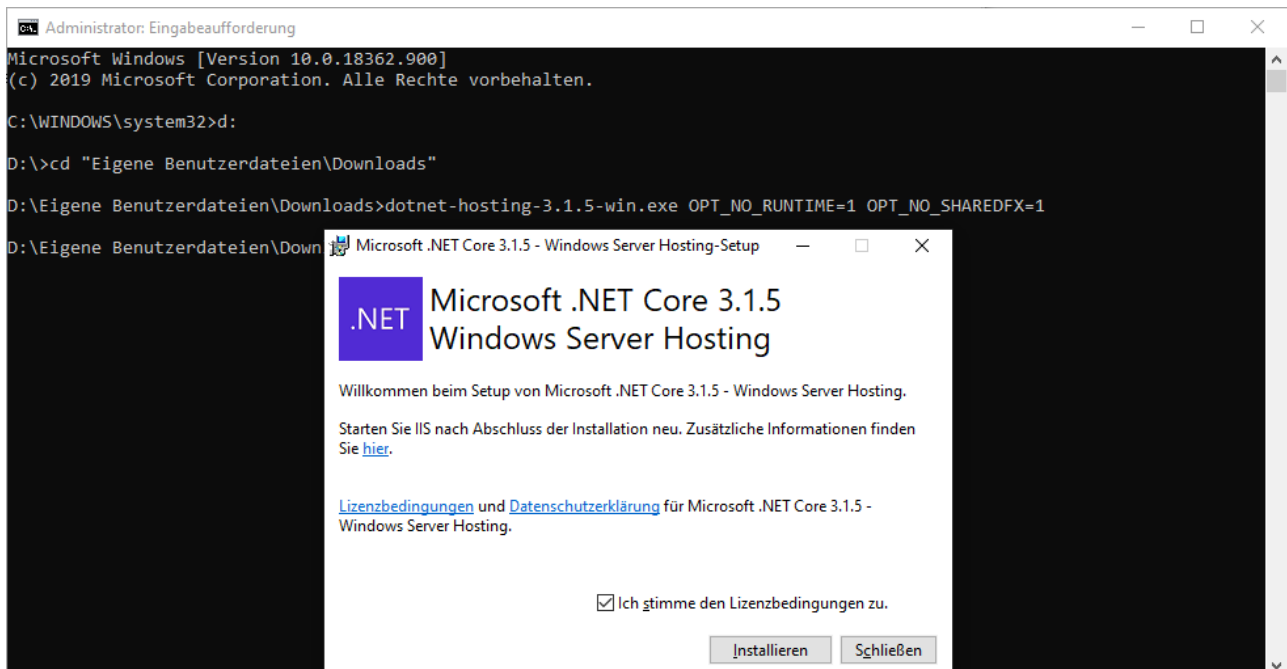 Administrator: Eingabeaufforderung
Microsoft Windows [Version 10.0.18362.900]
(c) 2019 Microsoft Corporation. Alle Rechte vorbehalten.
C:\WINDOWS\system32>d:
D:\>cd "Eigene Benutzerdateien\Downloads"
D:\Eigene Benutzerdateien\Downloads>dotnet-hosting-3.1.5-win.exe OPT_NO_RUNTIME=1 OPT_NO_SHAREDFX=1
D:\Eigene Benutzerdateien\Down
Microsoft .NET Core 3.1.5 - Windows Server Hosting-Setup
.NET
Microsoft .NET Core 3.1.5
Windows Server Hosting
Willkommen beim Setup von Microsoft .NET Core 3.1.5 - Windows Server Hosting.
Starten Sie IIS nach Abschluss der Installation neu. Zusätzliche Informationen finden
Sie hier.
Lizenzbedingungen und Datenschutzerklärung für Microsoft .NET Core 3.1.5 -
Windows Server Hosting.
Ich stimme den Lizenzbedingungen zu.
Installieren
Schließen